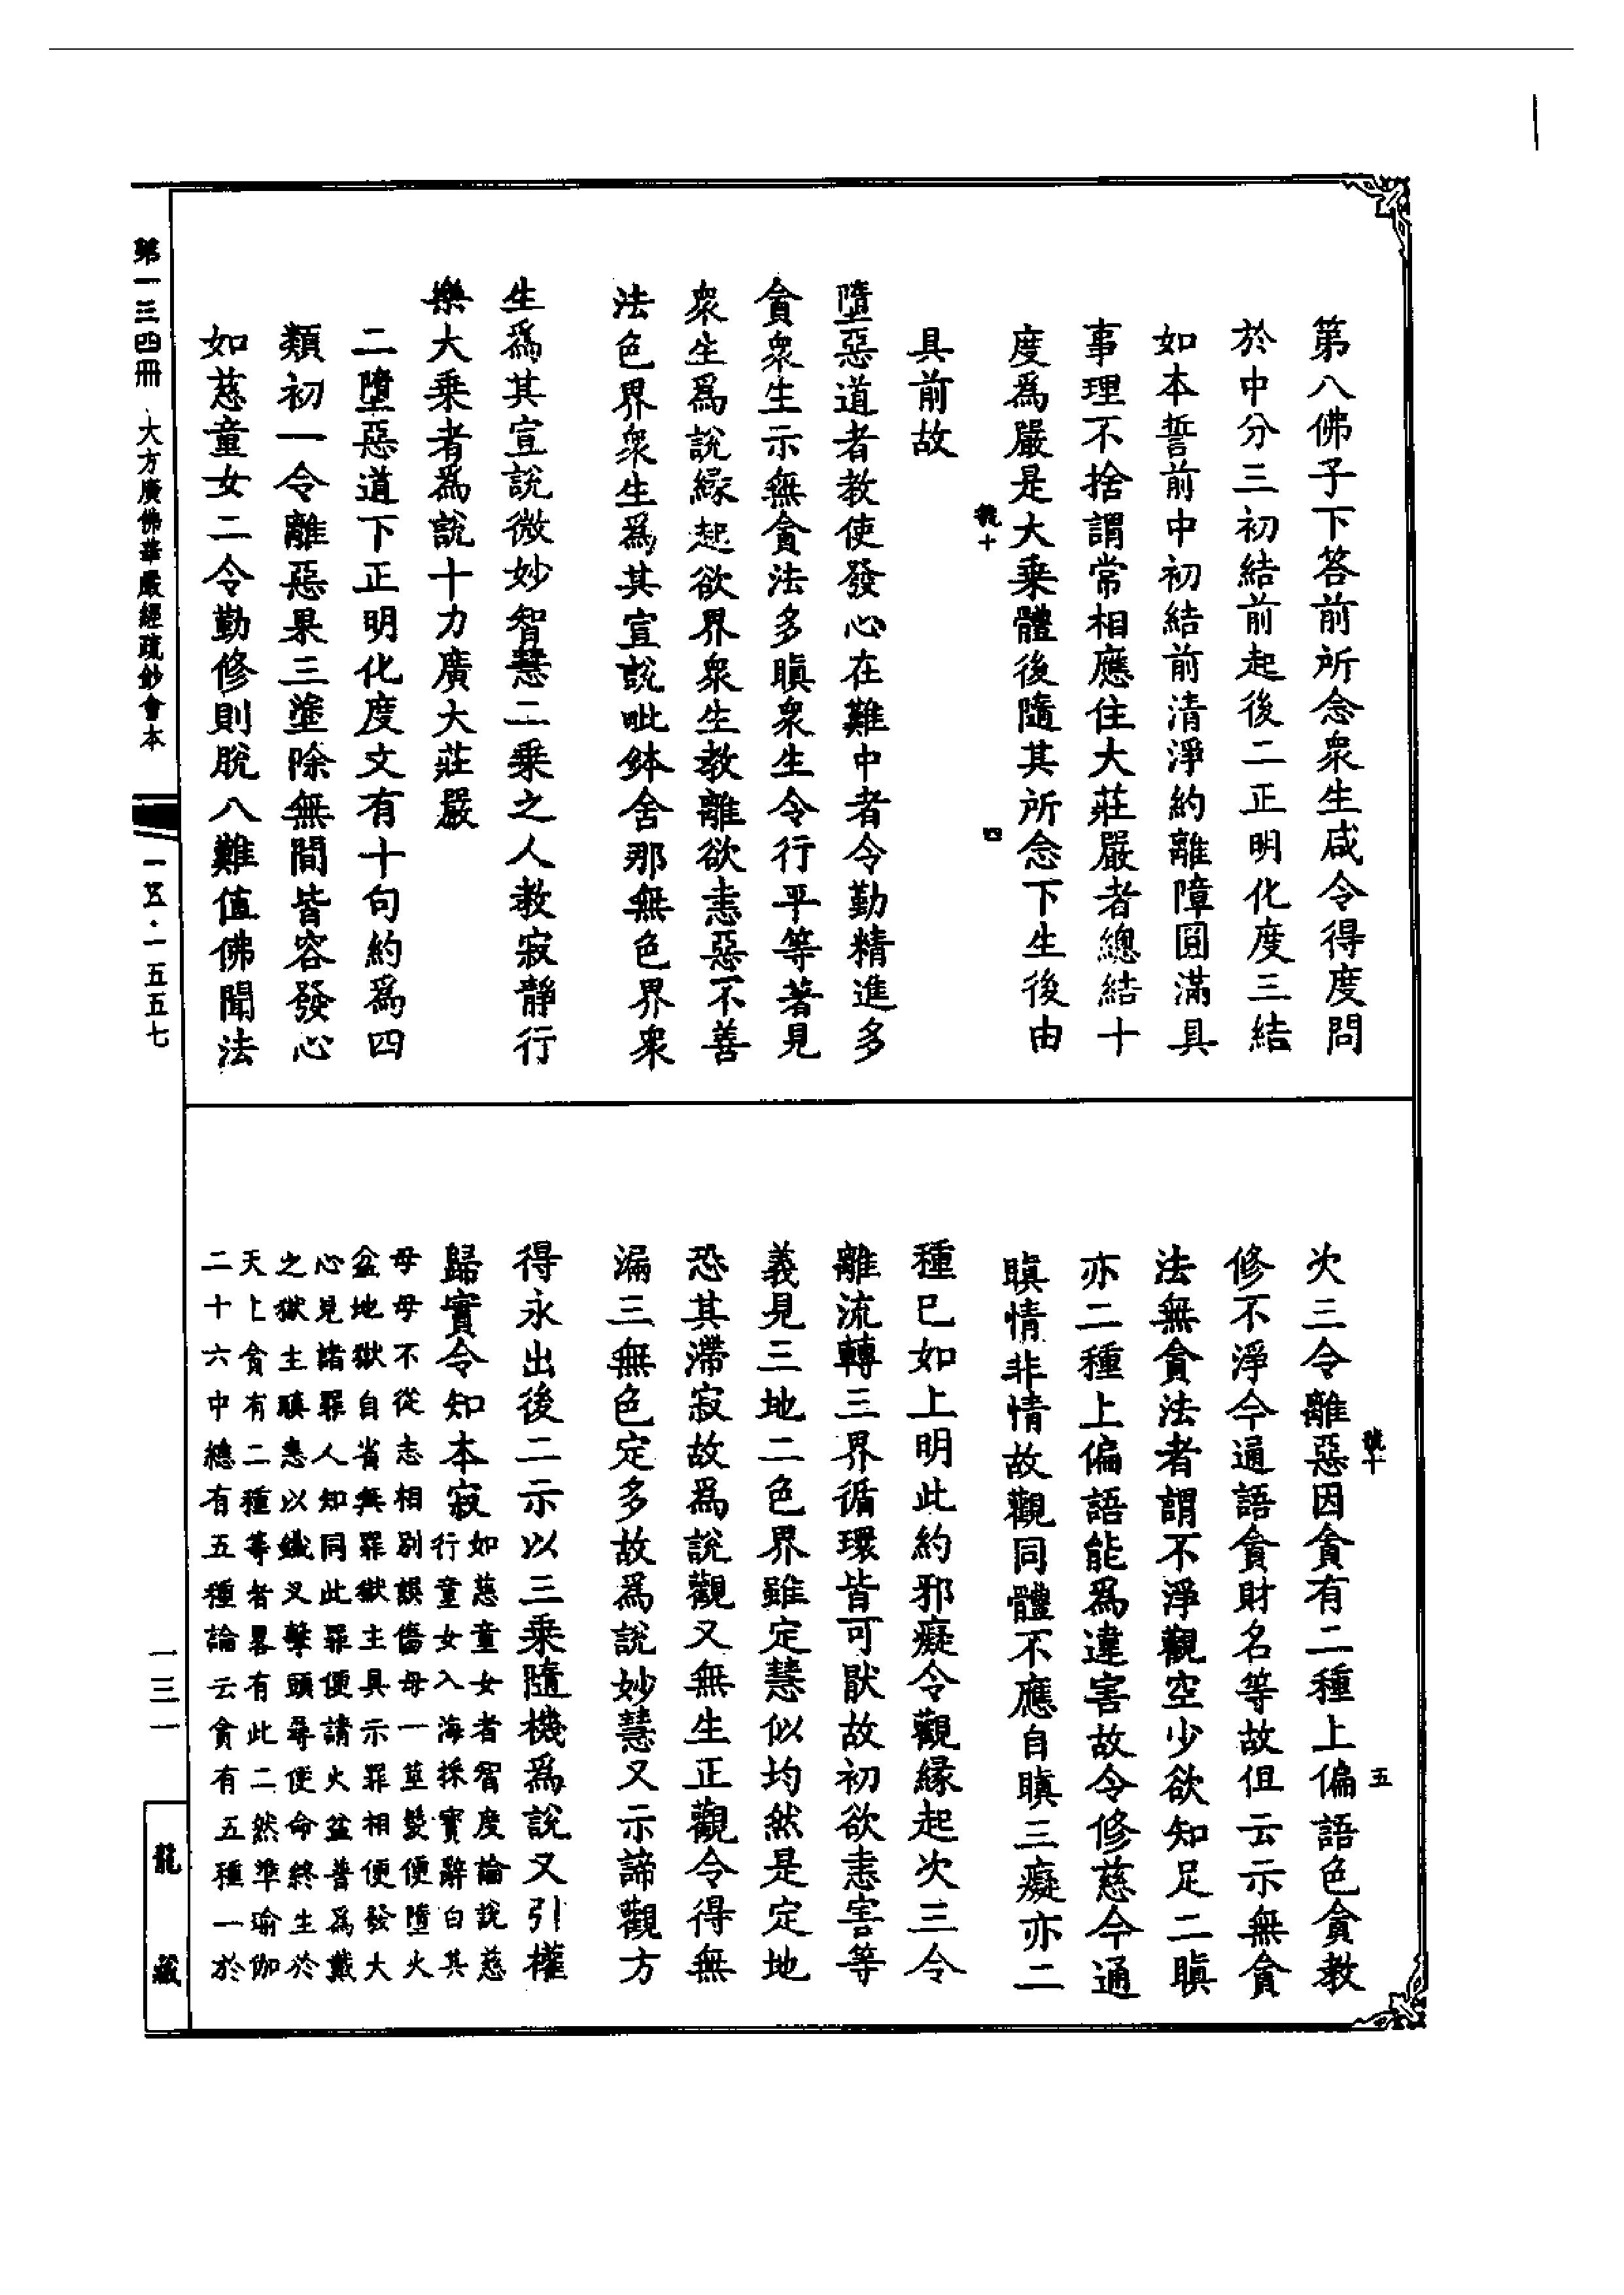 第八佛子下答前所念衆生咸令得度問
於中分三初結前起後二正明化度三結
如本誓前中初結前清淨約離障圓滿具
事理不捨謂常相應住大莊嚴者總結十
度爲嚴是大乗體後隨其所念下生後由
十
四
具前故
墮惡道者教使發心在難中者令勤精進多
貪衆生示無貪法多瞋衆生令行平等著見
衆生爲說緣起欲界衆生教離欲恚惡不善
法色界衆生爲其宣說毗鉢舍那無色界衆
生爲其宣說微妙智慧二乗之人教寂靜行
樂大乗者爲說十力廣大莊嚴
二墮惡道下正明化度文有十句約爲四
類初一令離惡果三塗除無間皆容發心
如慈童女二令勤修則脫八難值佛聞法
第一三四冊 大方廣佛華嚴經疏鈔會本
一五·一五五七
十
五
次三令離惡因貪有二種上偏語色貪教
修不淨今通語貪財名等故但云示無貪
法無貪法者謂不淨觀空少欲知足二瞋
亦二種上偏語能爲違害故令修慈今通
瞋情非情故觀同體不應自瞋三癡亦二
種已如上明此約邪癡令觀緣起次三令
離流轉三界循環皆可猒故初欲恚害等
義見三地二色界雖定慧似均然是定地
恐其滯寂故爲說觀又無生正觀令得無
漏三無色定多故爲說妙慧又示諦觀方
得永出後二示以三乗隨機爲說又引權
歸實令知本寂如慈童女者智度論說慈
行童女入海採寶辭白其
母母不從志相別誤傷母一莖髮便墮火
盆地獄自省無罪獄主具示罪相便發大
心見諸罪人知同此罪便請火盆普爲戴
之獄主瞋恚以鐵叉擊頭尋便命終生於
天上貪有二種等者畧有此二然準瑜伽
二十六中總有五種論云貪有五種一於
一三一
龍藏